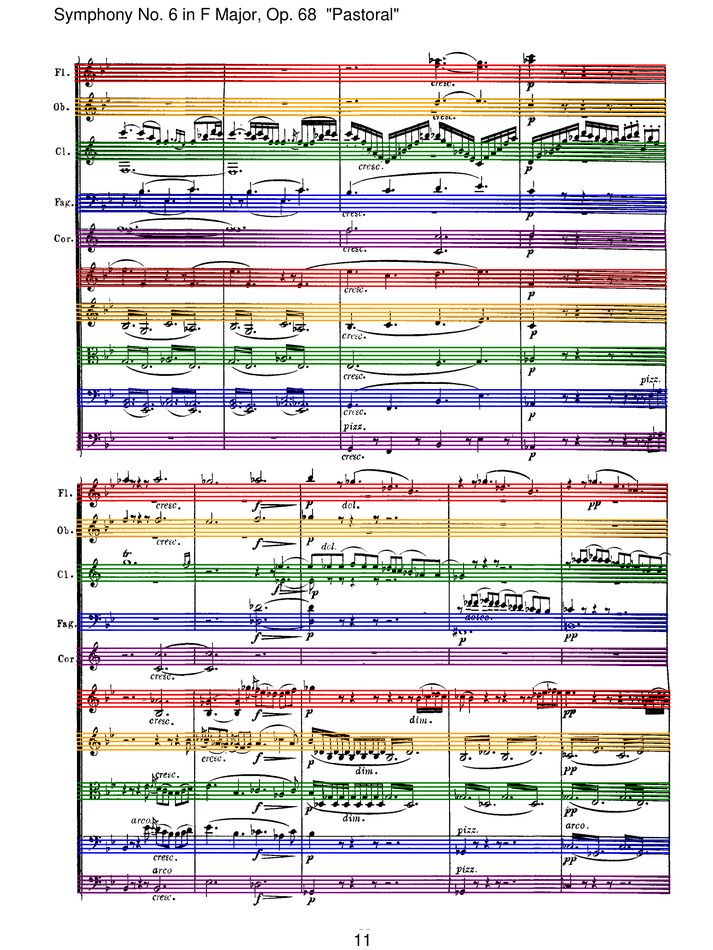 Symphony No. 6 in F Major, Op. 68 "Pastoral"
Fl.
cresc. p
Ob.
cresc. p
Cl.
cresc. p
Fag.
cresc. p
Cor.
cresc. p
cresc. p
cresc. p
cresc. p
pizz.
cresc. p
pizz.
cresc. p
Fl.
cresc. f p dol. pp
Ob.
cresc. f p
tr dol.
Cl.
f p
Fag.
f p dolce. p pp
Cor
cresc.
cresc. f p dim. pp
cresc. f p dim. pp
cresc.
f p dim. pp
arco. pizz. arco.
cresc. f p pp
arco pizz.
cresc. f p
11